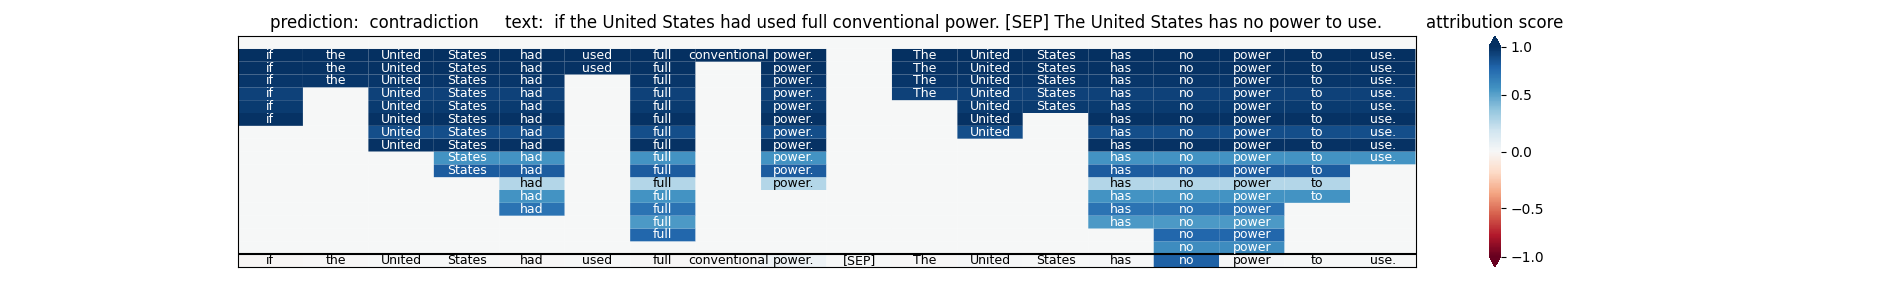 prediction: contradiction text: if the United States had used full conventional power. [SEP] The United States has no power to use.
attribution score
if the United States had used full conventional power. The United States has no power to use.
if the United States had used full power. The United States has no power to use.
if the United States had full power. The United States has no power to use.
if United States had full power. The United States has no power to use.
if United States had full power. United States has no power to use.
if United States had full power. United has no power to use.
United States had full power. United has no power to use.
United States had full power. has no power to use.
States had full power. has no power to use.
States had full power. has no power to
had full power. has no power to
had full has no power to
had full has no power
full has no power
full no power
no power
if the United States had used full conventional power. [SEP] The United States has no power to use.
1.0
0.5
0.0
−0.5
−1.0